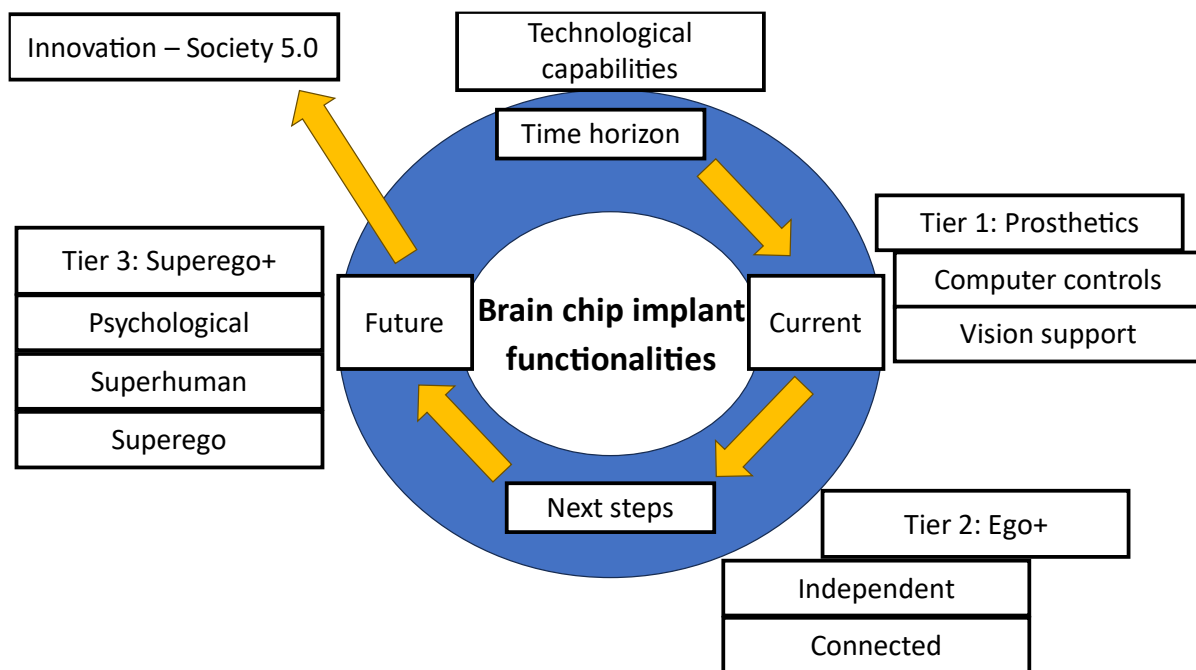 Innovation – Society 5.0
Technological
capabilities
Time horizon
Tier 1: Prosthetics
Computer controls
Vision support
Tier 3: Superego+
Psychological
Superhuman
Superego
Future
Brain chip implant
functionalities
Current
Next steps
Tier 2: Ego+
Independent
Connected